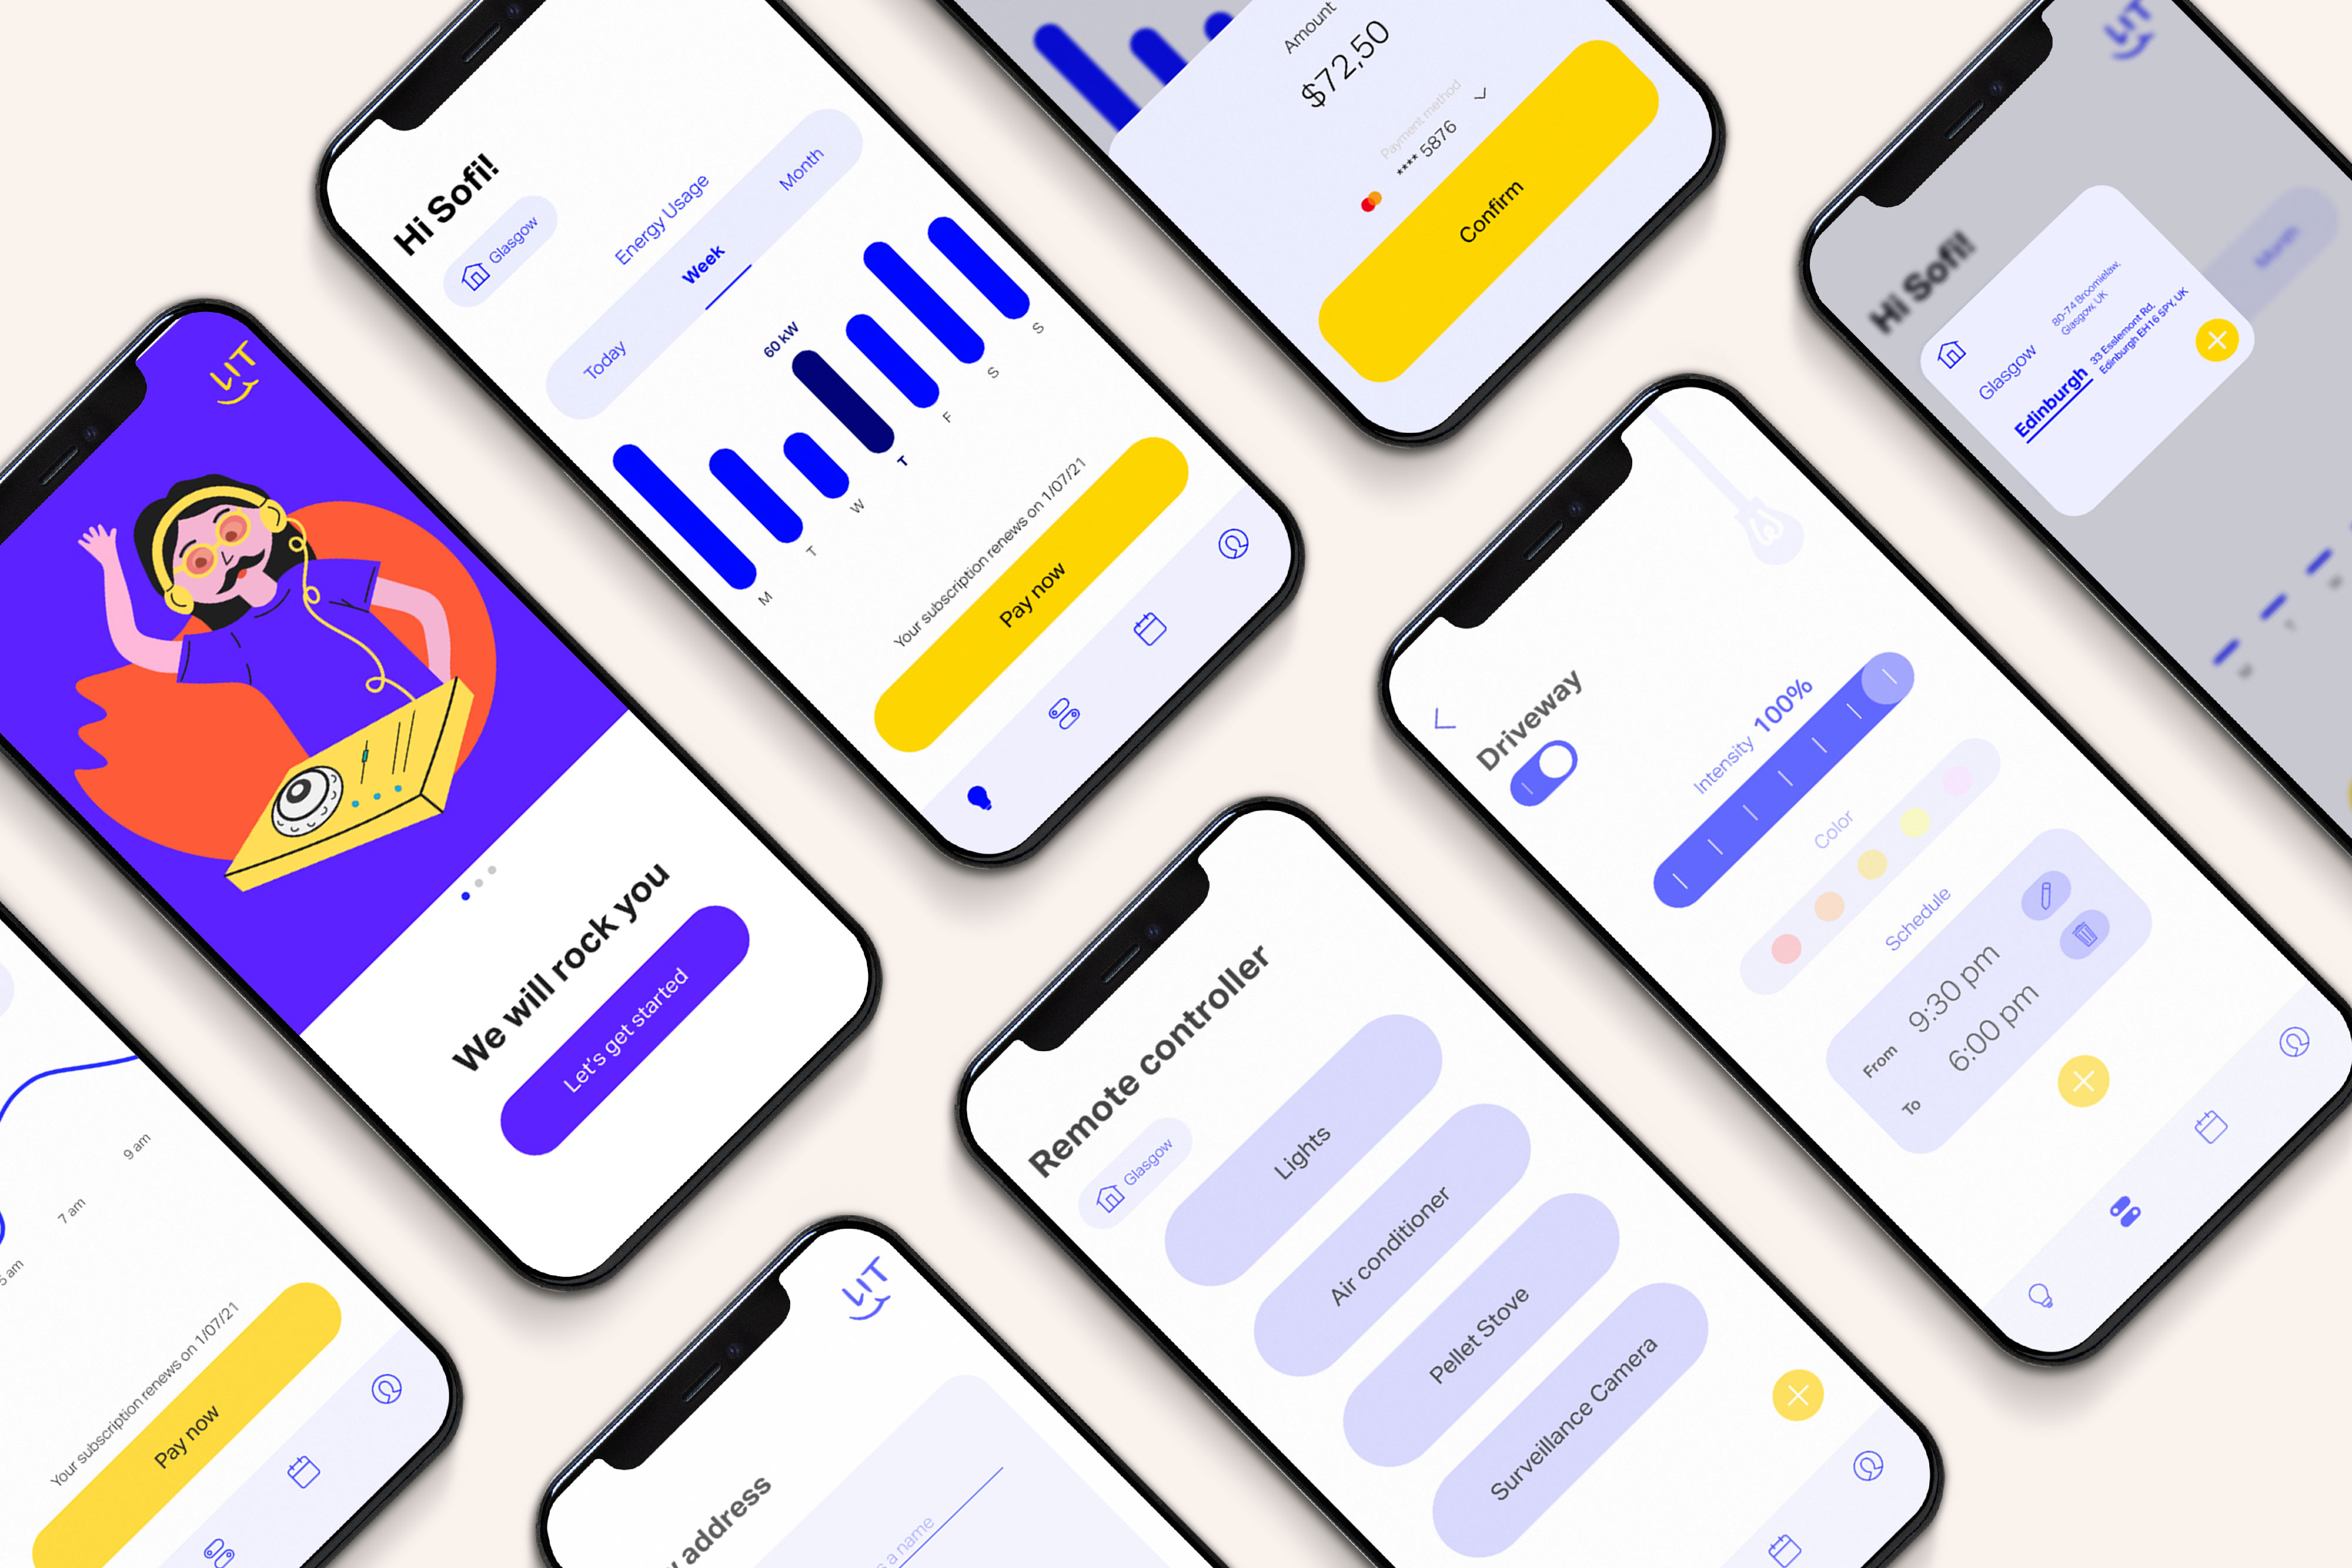 Hi Sofi!
Glasgow
Energy Usage
Today
Week
Month
60 kW
M
T
W
T
F
S
S
Your subscription renews on 1/07/21
Pay now
Amount
$72,50
Payment method
**** 5876
Confirm
LIT
Hi Sofi!
Month
Glasgow
80-74 Broomielaw,
Glasgow, UK
Edinburgh
33 Esslemont Rd,
Edinburgh EH16 5PY, UK
LIT
We will rock you
Let's get started
Driveway
Intensity 100%
Color
Schedule
From 9:30 pm
To 6:00 pm
Remote controller
Glasgow
Lights
Air conditioner
Pellet Stove
Surveillance Camera
5 am
7 am
9 am
Your subscription renews on 1/07/21
Pay now
LIT
address
a name